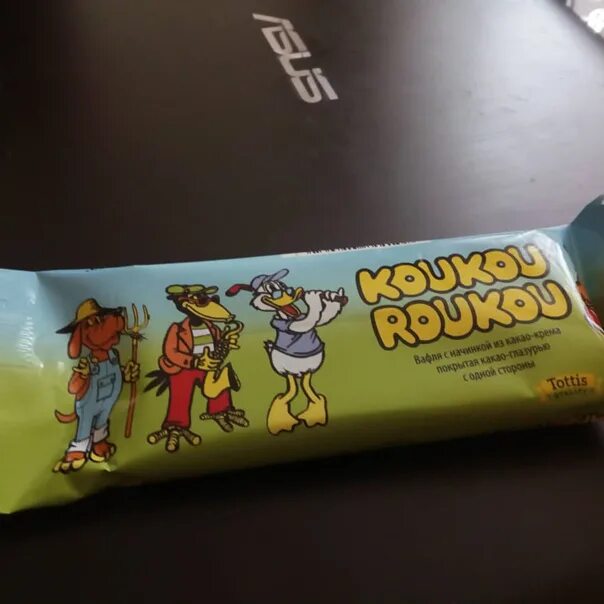 ASUS
KOUKOU
ROUKOU
Вафля с начинкой из какао-крема
покрытая какао-глазурью
с одной стороны
Tottis